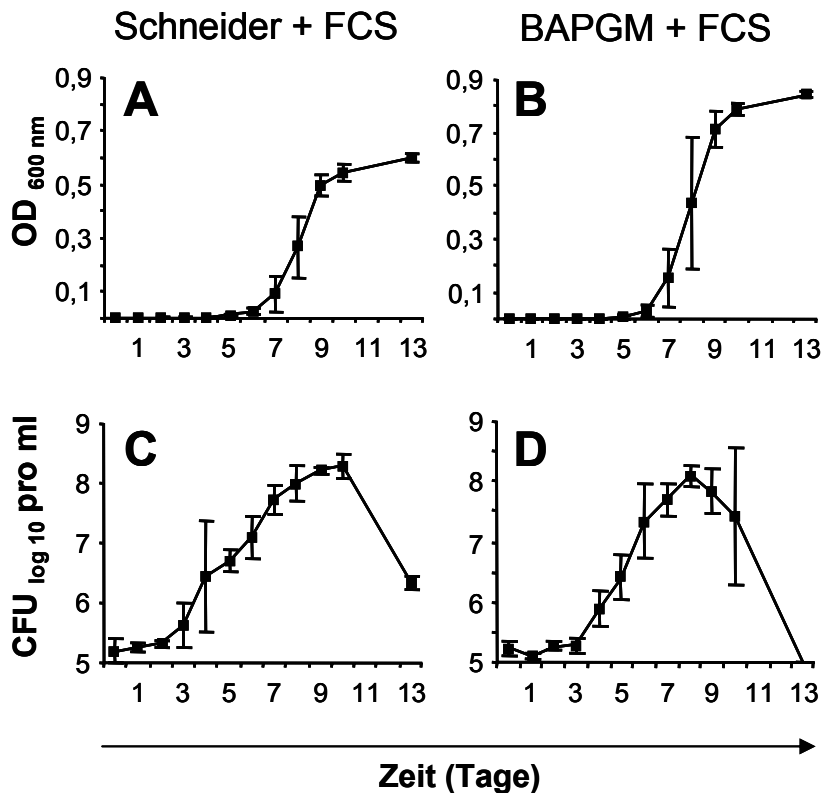 Schneider + FCS
BAPGM + FCS
OD 600 nm
0,9
0,7
0,5
0,3
0,1
A
1 3 5 7 9 11 13
0,9
0,7
0,5
0,3
0,1
B
1 3 5 7 9 11 13
CFU log 10 pro ml
9
8
7
6
5
C
1 3 5 7 9 11 13
9
8
7
6
5
D
1 3 5 7 9 11 13
Zeit (Tage)